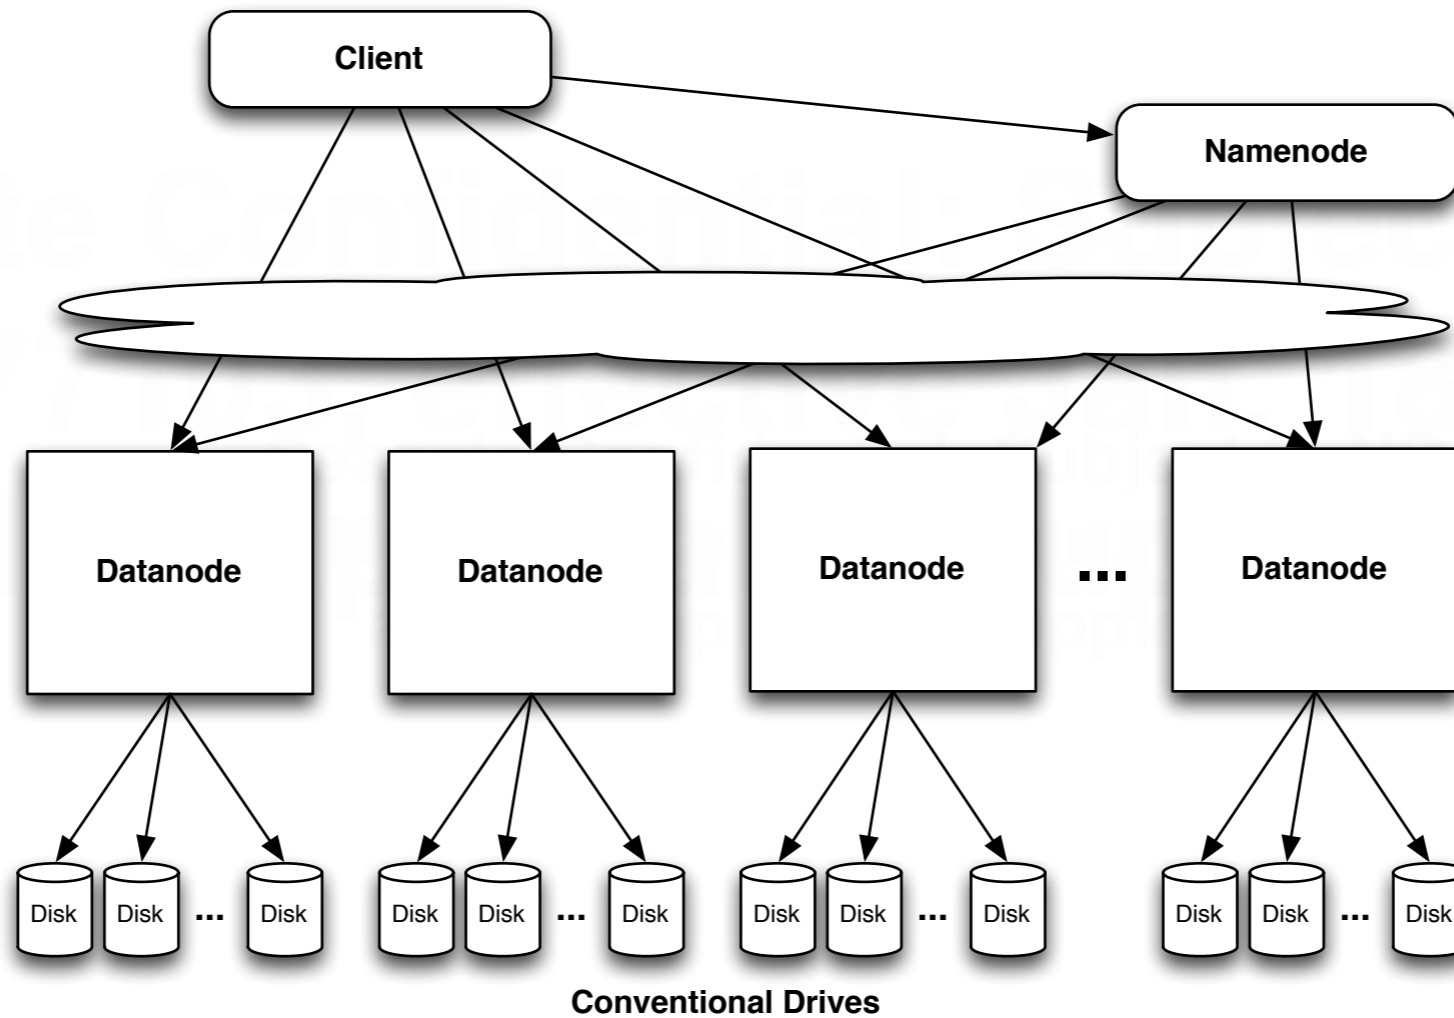 Client
Namenode
Datanode
Datanode
Datanode
...
Datanode
Disk
Disk
...
Disk
Disk
Disk
...
Disk
Disk
Disk
...
Disk
Disk
Disk
...
Disk
Conventional Drives